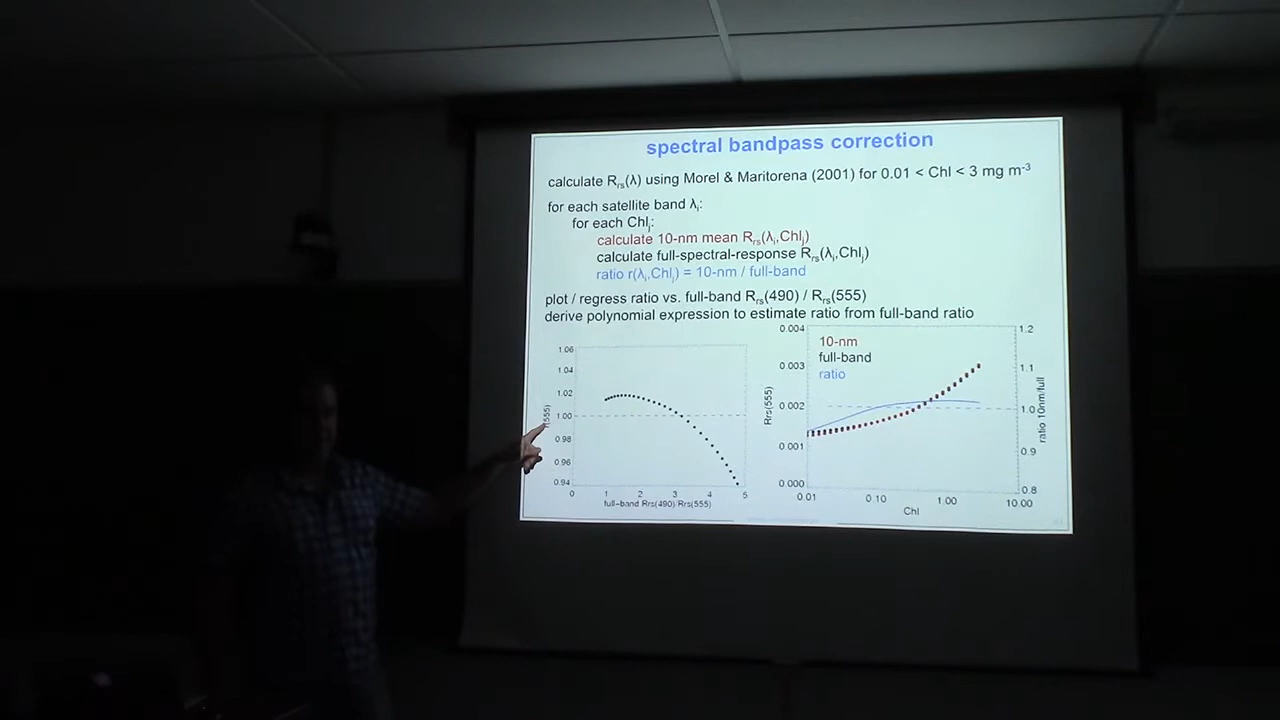 spectral bandpass correction
calculate Rrs(λ) using Morel & Maritorena (2001) for 0.01 < Chl < 3 mg m-3
for each satellite band λi:
for each Chlj:
calculate 10-nm mean Rrs(λi,Chlj)
calculate full-spectral-response Rrs(λi,Chlj)
ratio r(λi,Chlj) = 10-nm / full-band
plot / regress ratio vs. full-band Rrs(490) / Rrs(555)
derive polynomial expression to estimate ratio from full-band ratio
1.06
1.04
1.02
1.00
0.98
0.96
0.94
(555)
0 1 2 3 4 5
full-band Rrs(490)/Rrs(555)
0.004
0.003
0.002
0.001
0.000
Rrs(555)
10-nm
full-band
ratio
1.2
1.1
1.0
0.9
0.8
ratio 10nm/full
0.01 0.10 1.00 10.00
Chl